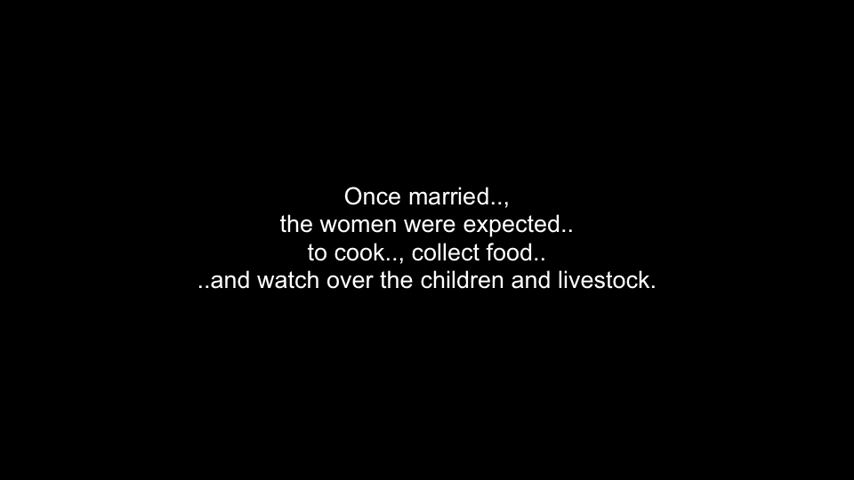 Once married..,
the women were expected..
to cook.., collect food..
..and watch over the children and livestock.